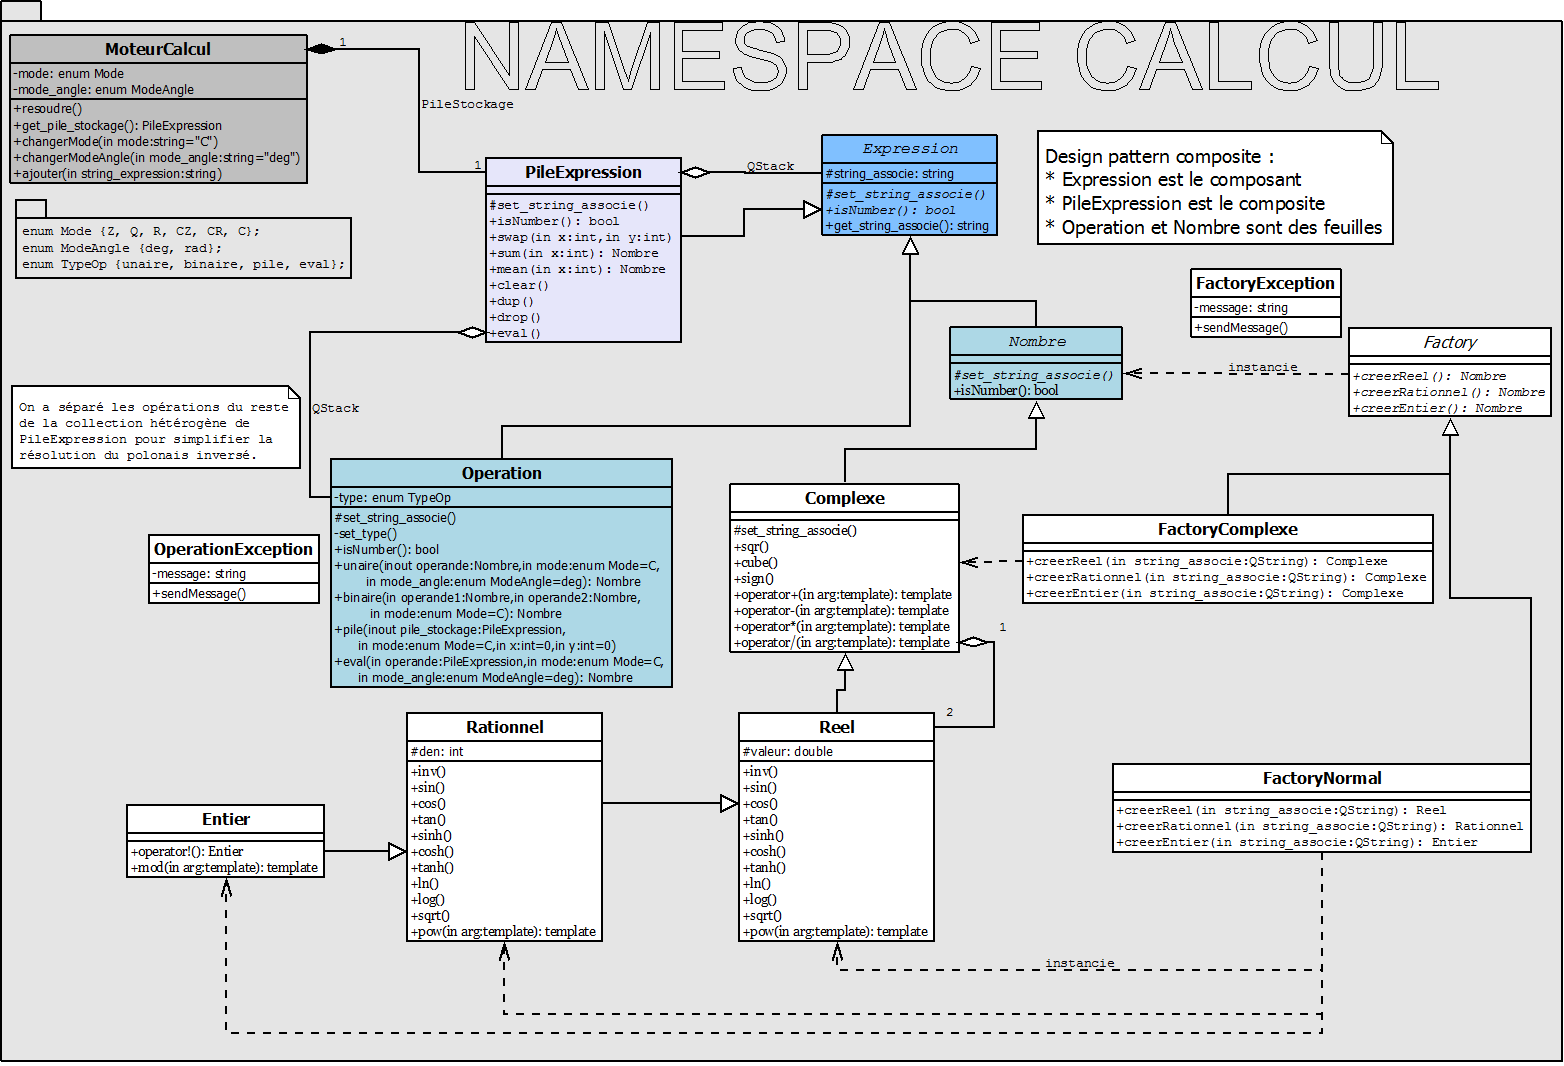 NAMESPACE CALCUL
MoteurCalcul
-mode: enum Mode
-mode_angle: enum ModeAngle
+resoudre()
+get_pile_stockage(): PileExpression
+changerMode(in mode:string="C")
+changerModeAngle(in mode_angle:string="deg")
+ajouter(in string_expression:string)
1
PileStockage
1
enum Mode {Z, Q, R, CZ, CR, C};
enum ModeAngle {deg, rad};
enum TypeOp {unaire, binaire, pile, eval};
PileExpression
#set_string_associe()
+isNumber(): bool
+swap(in x:int,in y:int)
+sum(in x:int): Nombre
+mean(in x:int): Nombre
+clear()
+dup()
+drop()
+eval()
QStack
Expression
#string_associe: string
#set_string_associe()
+isNumber(): bool
+get_string_associe(): string
Design pattern composite :
* Expression est le composant
* PileExpression est le composite
* Operation et Nombre sont des feuilles
FactoryException
-message: string
+sendMessage()
Nombre
#set_string_associe()
+isNumber(): bool
instancie
Factory
+creerReel(): Nombre
+creerRationnel(): Nombre
+creerEntier(): Nombre
On a séparé les opérations du reste
de la collection hétérogène de
PileExpression pour simplifier la
résolution du polonais inversé.
QStack
Operation
-type: enum TypeOp
#set_string_associe()
-set_type()
+isNumber(): bool
+unaire(inout operande:Nombre,in mode:enum Mode=C,
in mode_angle:enum ModeAngle=deg): Nombre
+binaire(in operande1:Nombre,in operande2:Nombre,
in mode:enum Mode=C): Nombre
+pile(inout pile_stockage:PileExpression,
in mode:enum Mode=C,in x:int=0,in y:int=0)
+eval(in operande:PileExpression,in mode:enum Mode=C,
in mode_angle:enum ModeAngle=deg): Nombre
OperationException
-message: string
+sendMessage()
Complexe
#set_string_associe()
+sqr()
+cube()
+sign()
+operator+(in arg:template): template
+operator-(in arg:template): template
+operator*(in arg:template): template
+operator/(in arg:template): template
1
2
FactoryComplexe
+creerReel(in string_associe:QString): Complexe
+creerRationnel(in string_associe:QString): Complexe
+creerEntier(in string_associe:QString): Complexe
Rationnel
#den: int
+inv()
+sin()
+cos()
+tan()
+sinh()
+cosh()
+tanh()
+ln()
+log()
+sqrt()
+pow(in arg:template): template
Reel
#valeur: double
+inv()
+sin()
+cos()
+tan()
+sinh()
+cosh()
+tanh()
+ln()
+log()
+sqrt()
+pow(in arg:template): template
Entier
+operator!(): Entier
+mod(in arg:template): template
FactoryNormal
+creerReel(in string_associe:QString): Reel
+creerRationnel(in string_associe:QString): Rationnel
+creerEntier(in string_associe:QString): Entier
instancie